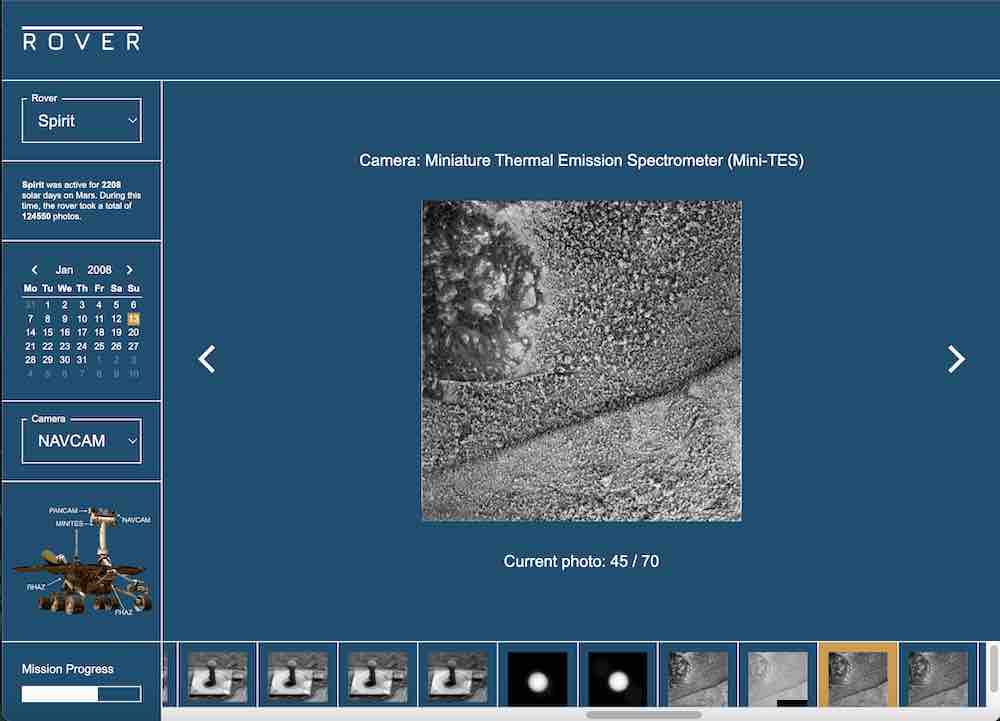 ROVER
Rover
Spirit
Spirit was active for 2208
solar days on Mars. During this
time, the rover took a total of
124550 photos.
Jan 2008
Mo Tu We Th Fr Sa Su
31 1 2 3 4 5 6
7 8 9 10 11 12 13
14 15 16 17 18 19 20
21 22 23 24 25 26 27
28 29 30 31 1 2 3
4 5 6 7 8 9 10
Camera
NAVCAM
PANCAM
MINITES
NAVCAM
RHAZ
FHAZ
Mission Progress
Camera: Miniature Thermal Emission Spectrometer (Mini-TES)
Current photo: 45 / 70